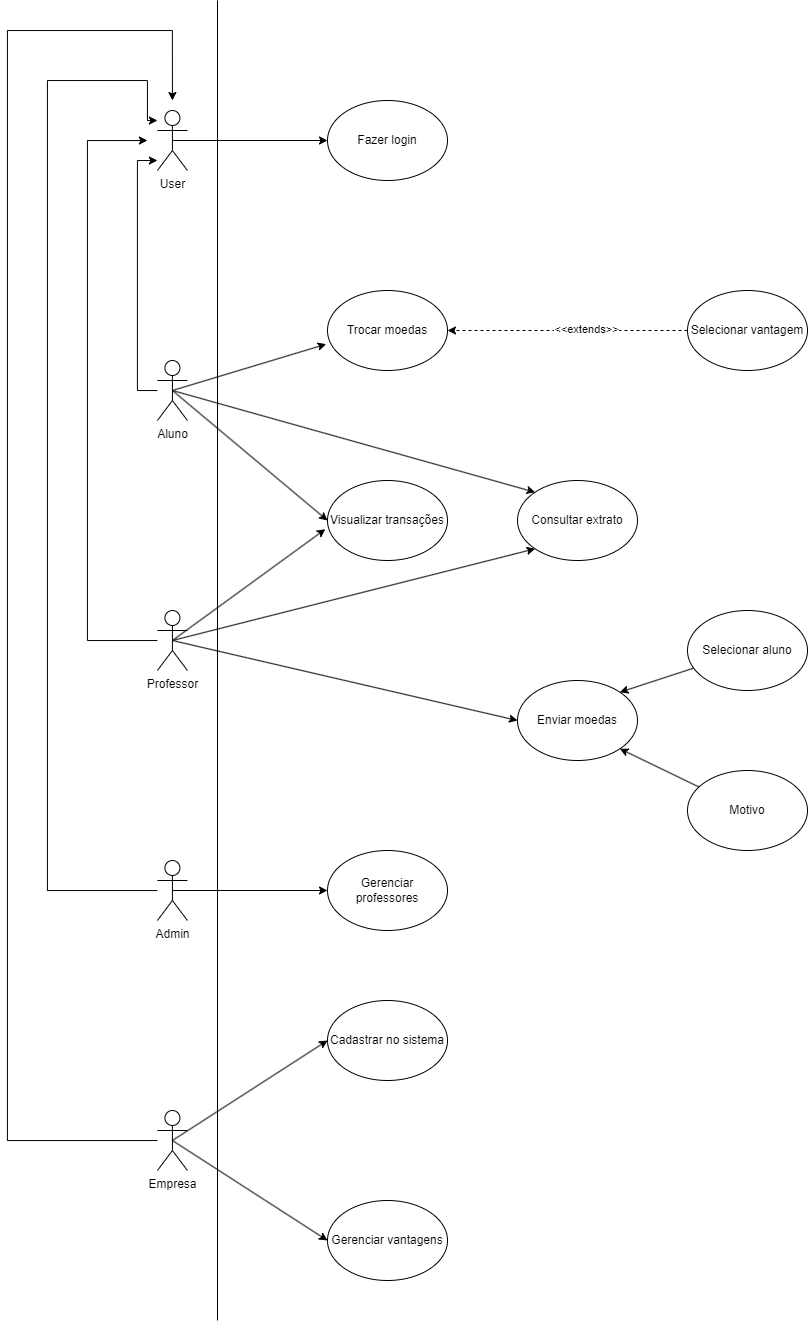 Fazer login
User
Trocar moedas
<<extends>>
Selecionar vantagem
Aluno
Visualizar transações
Consultar extrato
Selecionar aluno
Professor
Enviar moedas
Motivo
Gerenciar
professores
Admin
Cadastrar no sistema
Empresa
Gerenciar vantagens